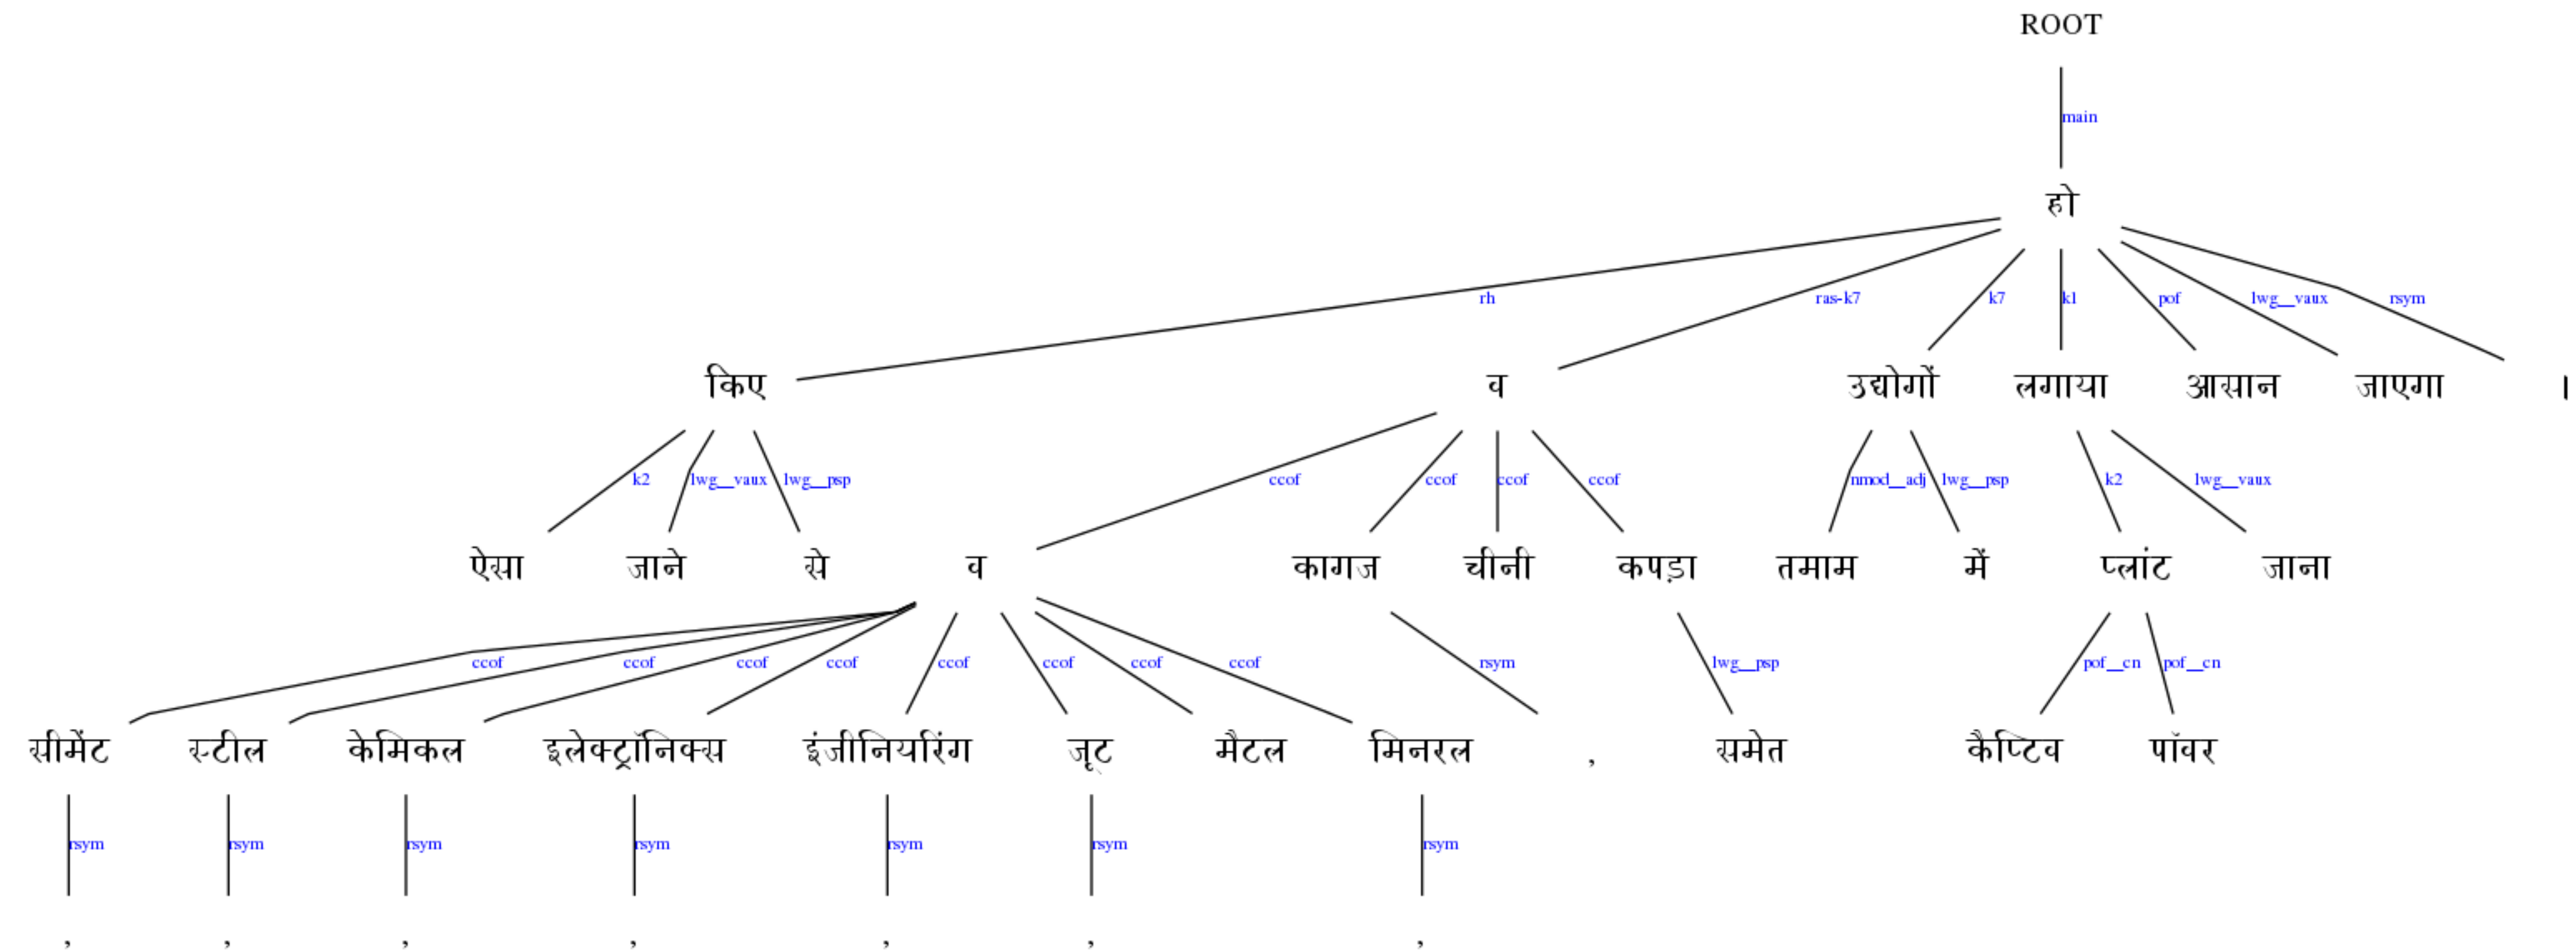 ROOT
main
हो
rh ras-k7 k7 k1 pof lwg__vaux rsym
किए व उद्योगों लगाया आसान जाएगा ।
k2 lwg__vaux lwg__psp ccof ccof ccof ccof nmod__adj lwg__psp k2 lwg__vaux
ऐसा जाने से व कागज चीनी कपड़ा तमाम में प्लांट जाना
ccof ccof ccof ccof ccof ccof ccof ccof rsym lwg__psp pof__cn pof__cn
सीमेंट स्टील केमिकल इलेक्ट्रॉनिक्स इंजीनियरिंग जूट मैटल मिनरल , समेत कैप्टिव पॉवर
rsym rsym rsym rsym rsym rsym rsym
, , , , , , ,